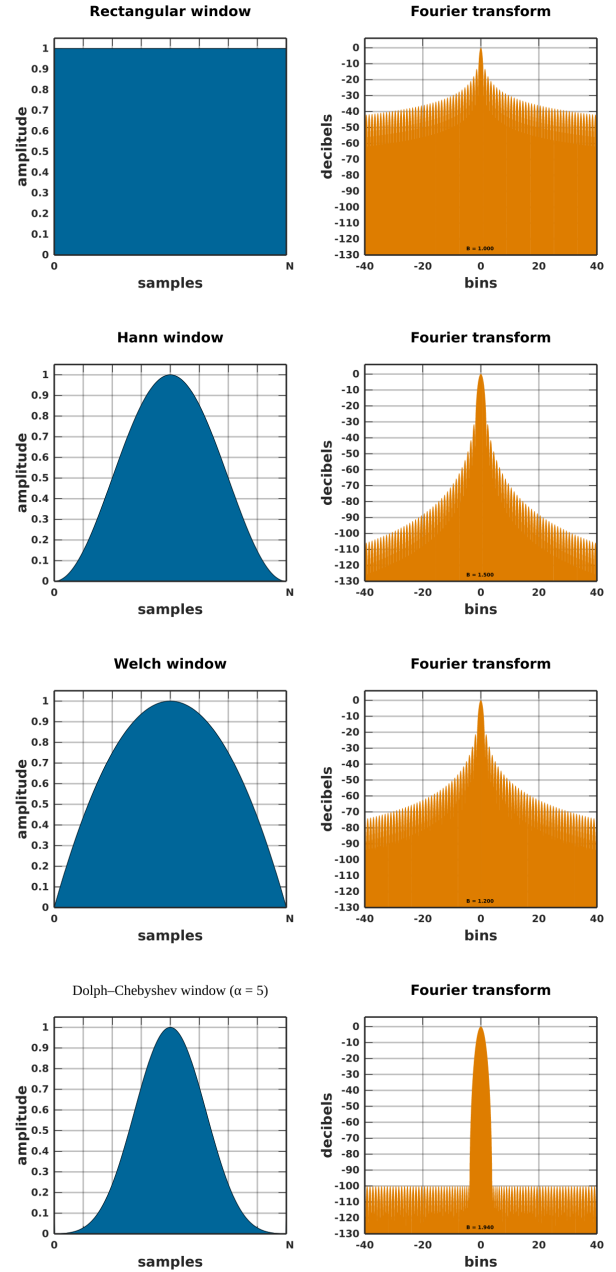 Rectangular window
Fourier transform
1
0.9
0.8
0.7
0.6
0.5
0.4
0.3
0.2
0.1
0
amplitude
0 N
samples
0
-10
-20
-30
-40
-50
-60
-70
-80
-90
-100
-110
-120
-130
decibels
B = 1.000
-40 -20 0 20 40
bins
Hann window
Fourier transform
1
0.9
0.8
0.7
0.6
0.5
0.4
0.3
0.2
0.1
0
amplitude
0 N
samples
0
-10
-20
-30
-40
-50
-60
-70
-80
-90
-100
-110
-120
-130
decibels
B = 1.500
-40 -20 0 20 40
bins
Welch window
Fourier transform
1
0.9
0.8
0.7
0.6
0.5
0.4
0.3
0.2
0.1
0
amplitude
0 N
samples
0
-10
-20
-30
-40
-50
-60
-70
-80
-90
-100
-110
-120
-130
decibels
B = 1.200
-40 -20 0 20 40
bins
Dolph–Chebyshev window (α = 5)
Fourier transform
1
0.9
0.8
0.7
0.6
0.5
0.4
0.3
0.2
0.1
0
amplitude
0 N
samples
0
-10
-20
-30
-40
-50
-60
-70
-80
-90
-100
-110
-120
-130
decibels
B = 1.940
-40 -20 0 20 40
bins